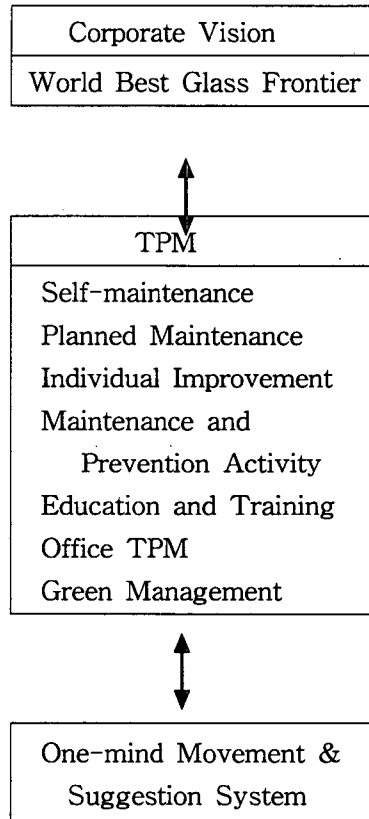 Corporate Vision
World Best Glass Frontier
TPM
Self-maintenance
Planned Maintenance
Individual Improvement
Maintenance and
Prevention Activity
Education and Training
Office TPM
Green Management
One-mind Movement &
Suggestion System